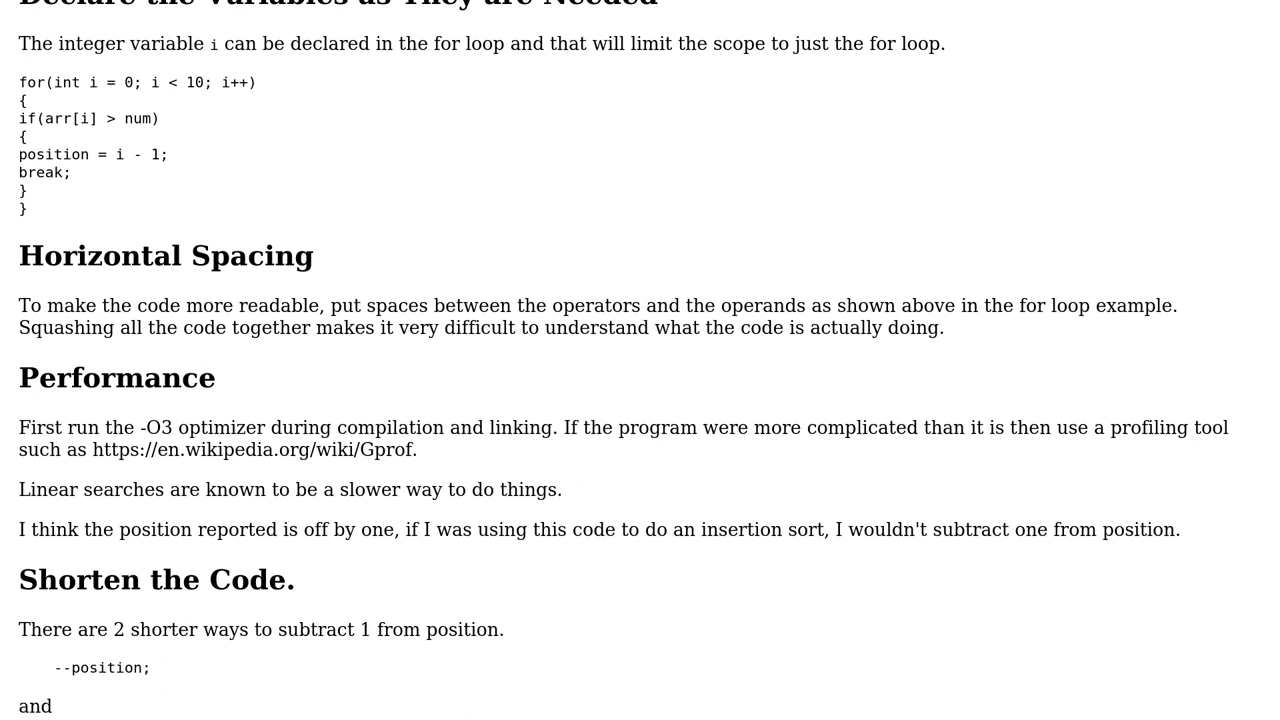 Declare the Variables as They are Needed
The integer variable i can be declared in the for loop and that will limit the scope to just the for loop.
for(int i = 0; i < 10; i++)
{
if(arr[i] > num)
{
position = i - 1;
break;
}
}
Horizontal Spacing
To make the code more readable, put spaces between the operators and the operands as shown above in the for loop example.
Squashing all the code together makes it very difficult to understand what the code is actually doing.
Performance
First run the -O3 optimizer during compilation and linking. If the program were more complicated than it is then use a profiling tool
such as https://en.wikipedia.org/wiki/Gprof.
Linear searches are known to be a slower way to do things.
I think the position reported is off by one, if I was using this code to do an insertion sort, I wouldn't subtract one from position.
Shorten the Code.
There are 2 shorter ways to subtract 1 from position.
--position;
and